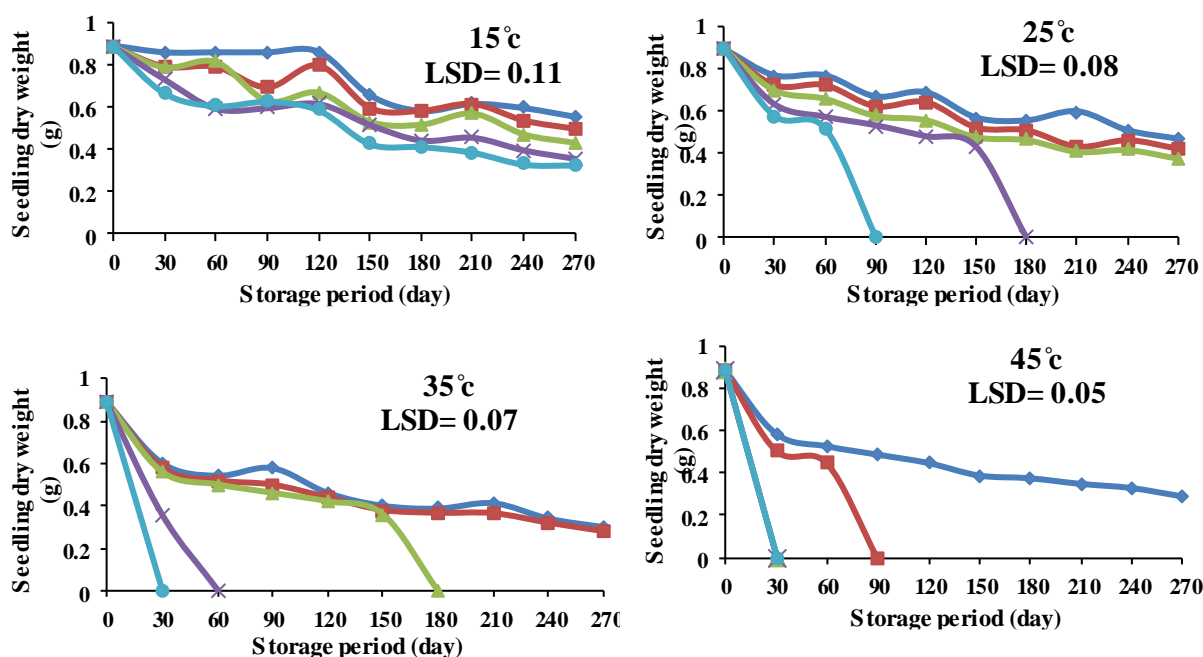 15°c
LSD= 0.11
Seedling dry weight
(g)
1
0.8
0.6
0.4
0.2
0
0 30 60 90 120 150 180 210 240 270
Storage period (day)
25°c
LSD= 0.08
Seedling dry weight
(g)
1
0.8
0.6
0.4
0.2
0
0 30 60 90 120 150 180 210 240 270
Storage period (day)
35°c
LSD= 0.07
Seedling dry weight
(g)
1
0.8
0.6
0.4
0.2
0
0 30 60 90 120 150 180 210 240 270
Storage period (day)
45°c
LSD= 0.05
Seedling dry weight
(g)
1
0.8
0.6
0.4
0.2
0
0 30 60 90 120 150 180 210 240 270
Storage period (day)